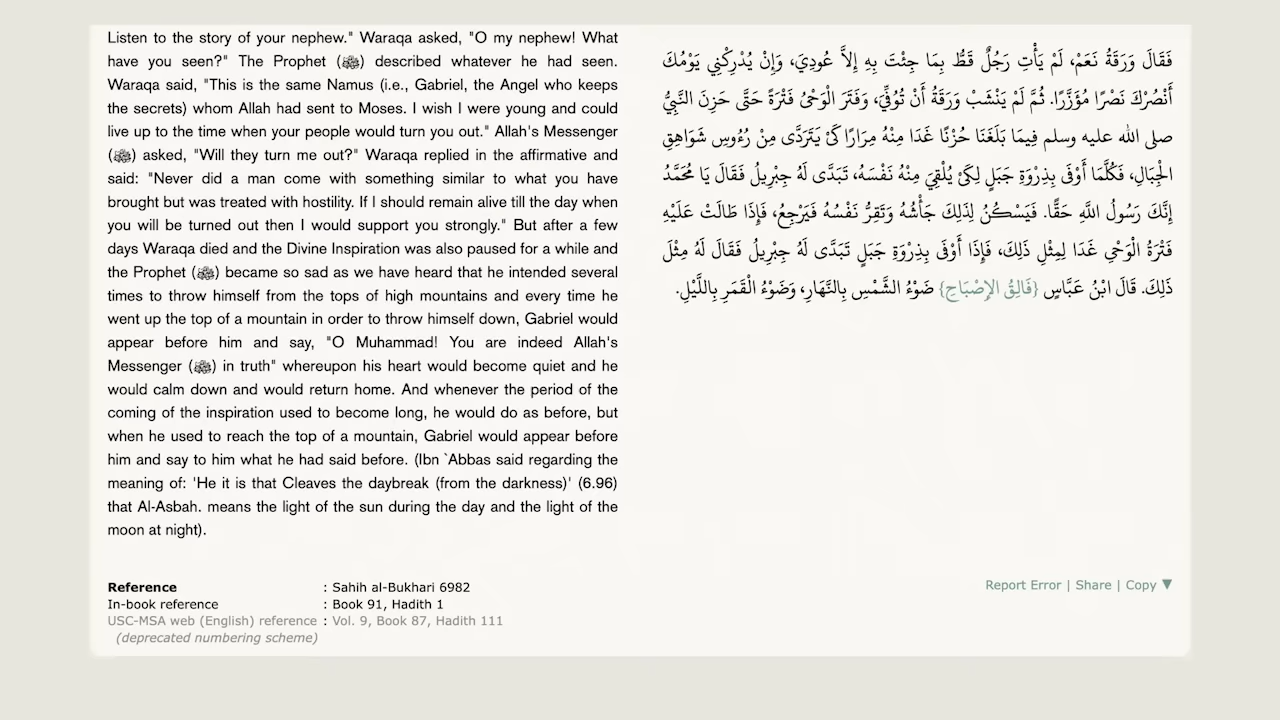 Listen to the story of your nephew." Waraqa asked, "O my nephew! What
have you seen?" The Prophet (ﷺ) described whatever he had seen.
Waraqa said, "This is the same Namus (i.e., Gabriel, the Angel who keeps
the secrets) whom Allah had sent to Moses. I wish I were young and could
live up to the time when your people would turn you out." Allah's Messenger
(ﷺ) asked, "Will they turn me out?" Waraqa replied in the affirmative and
said: "Never did a man come with something similar to what you have
brought but was treated with hostility. If I should remain alive till the day when
you will be turned out then I would support you strongly." But after a few
days Waraqa died and the Divine Inspiration was also paused for a while and
the Prophet (ﷺ) became so sad as we have heard that he intended several
times to throw himself from the tops of high mountains and every time he
went up the top of a mountain in order to throw himself down, Gabriel would
appear before him and say, "O Muhammad! You are indeed Allah's
Messenger (ﷺ) in truth" whereupon his heart would become quiet and he
would calm down and would return home. And whenever the period of the
coming of the inspiration used to become long, he would do as before, but
when he used to reach the top of a mountain, Gabriel would appear before
him and say to him what he had said before. (Ibn `Abbas said regarding the
meaning of: 'He it is that Cleaves the daybreak (from the darkness)' (6.96)
that Al-Asbah. means the light of the sun during the day and the light of the
moon at night).
فَقَالَ وَرَقَةُ نَعَمْ، لَمْ يَأْتِ رَجُلٌ قَطُّ بِمَا جِئْتَ بِهِ إِلاَّ عُودِيَ، وَإِنْ يُدْرِكْنِي يَوْمُكَ
أَنْصُرْكَ نَصْرًا مُؤَزَّرًا‏.‏ ثُمَّ لَمْ يَنْشَبْ وَرَقَةُ أَنْ تُوُفِّيَ، وَفَتَرَ الْوَحْىُ فَتْرَةً حَتَّى حَزِنَ النَّبِيُّ
صلى الله عليه وسلم فِيمَا بَلَغَنَا حُزْنًا غَدَا مِنْهُ مِرَارًا كَىْ يَتَرَدَّى مِنْ رُءُوسِ شَوَاهِقِ
الْجِبَالِ، فَكُلَّمَا أَوْفَى بِذِرْوَةِ جَبَلٍ لِكَىْ يُلْقِيَ مِنْهُ نَفْسَهُ، تَبَدَّى لَهُ جِبْرِيلُ فَقَالَ يَا مُحَمَّدُ
إِنَّكَ رَسُولُ اللَّهِ حَقًّا‏.‏ فَيَسْكُنُ لِذَلِكَ جَأْشُهُ وَتَقِرُّ نَفْسُهُ فَيَرْجِعُ، فَإِذَا طَالَتْ عَلَيْهِ
فَتْرَةُ الْوَحْىِ غَدَا لِمِثْلِ ذَلِكَ، فَإِذَا أَوْفَى بِذِرْوَةِ جَبَلٍ تَبَدَّى لَهُ جِبْرِيلُ فَقَالَ لَهُ مِثْلَ
ذَلِكَ‏.‏ قَالَ ابْنُ عَبَّاسٍ ‏{‏فَالِقُ الإِصْبَاحِ‏}‏ ضَوْءُ الشَّمْسِ بِالنَّهَارِ، وَضَوْءُ الْقَمَرِ بِاللَّيْلِ‏.‏
Reference : Sahih al-Bukhari 6982
In-book reference : Book 91, Hadith 1
USC-MSA web (English) reference : Vol. 9, Book 87, Hadith 111
(deprecated numbering scheme)
Report Error | Share | Copy ▼